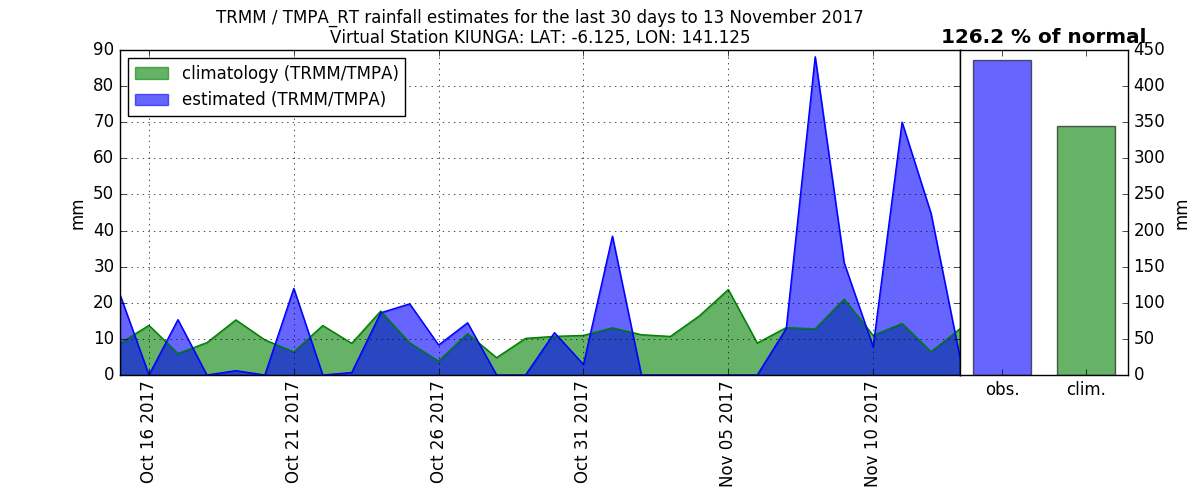 TRMM / TMPA_RT rainfall estimates for the last 30 days to 13 November 2017
Virtual Station KIUNGA: LAT: -6.125, LON: 141.125
126.2 % of normal
climatology (TRMM/TMPA)
estimated (TRMM/TMPA)
mm
90
80
70
60
50
40
30
20
10
0
Oct 16 2017
Oct 21 2017
Oct 26 2017
Oct 31 2017
Nov 05 2017
Nov 10 2017
obs.
clim.
450
400
350
300
250
200
150
100
50
0
mm